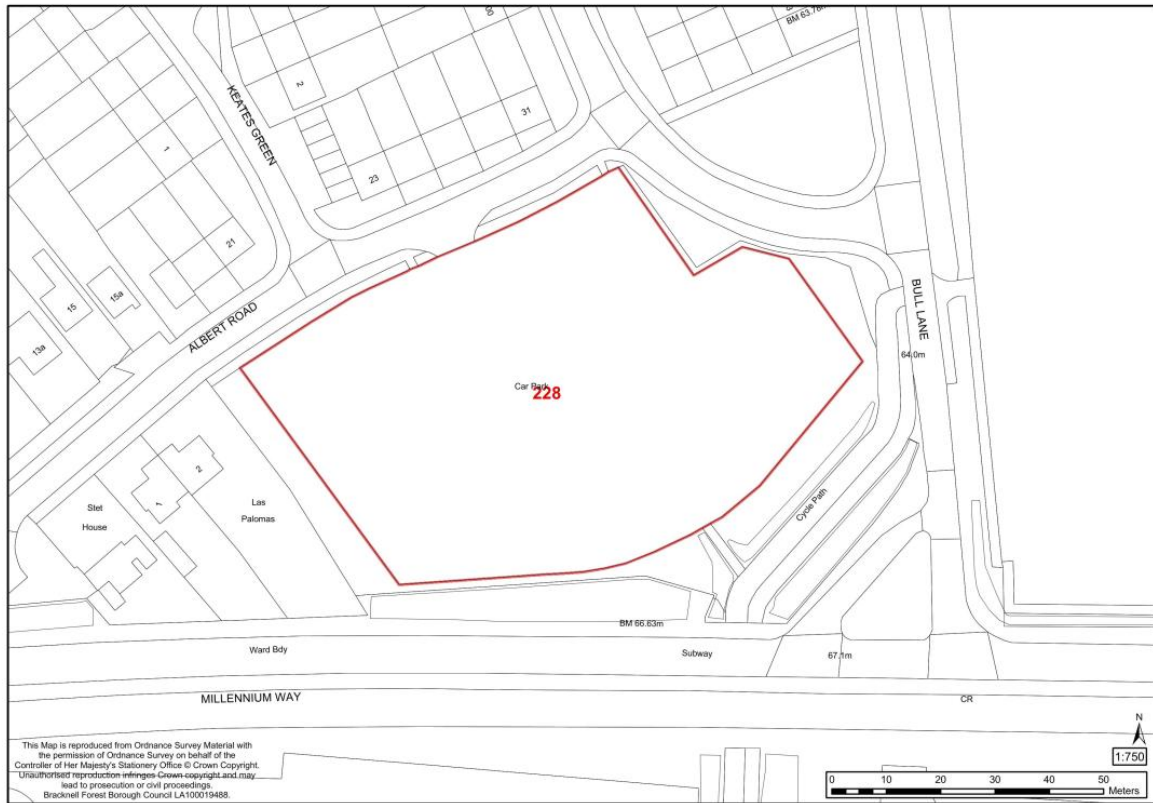 00
BM 63.76m
2
31
KEATES GREEN
23
1
21
15a
15
13a
ALBERT ROAD
BULL LANE
64.0m
Car Park
228
2
1
Stet
House
Las
Palomas
Cycle Path
BM 66.63m
Ward Bdy
Subway
67.1m
MILLENNIUM WAY
CR
N
1:750
This Map is reproduced from Ordnance Survey Material with
the permission of Ordnance Survey on behalf of the
Controller of Her Majesty's Stationery Office © Crown Copyright.
Unauthorised reproduction infringes Crown copyright and may
lead to prosecution or civil proceedings.
Bracknell Forest Borough Council LA100019488.
0 10 20 30 40 50
Meters